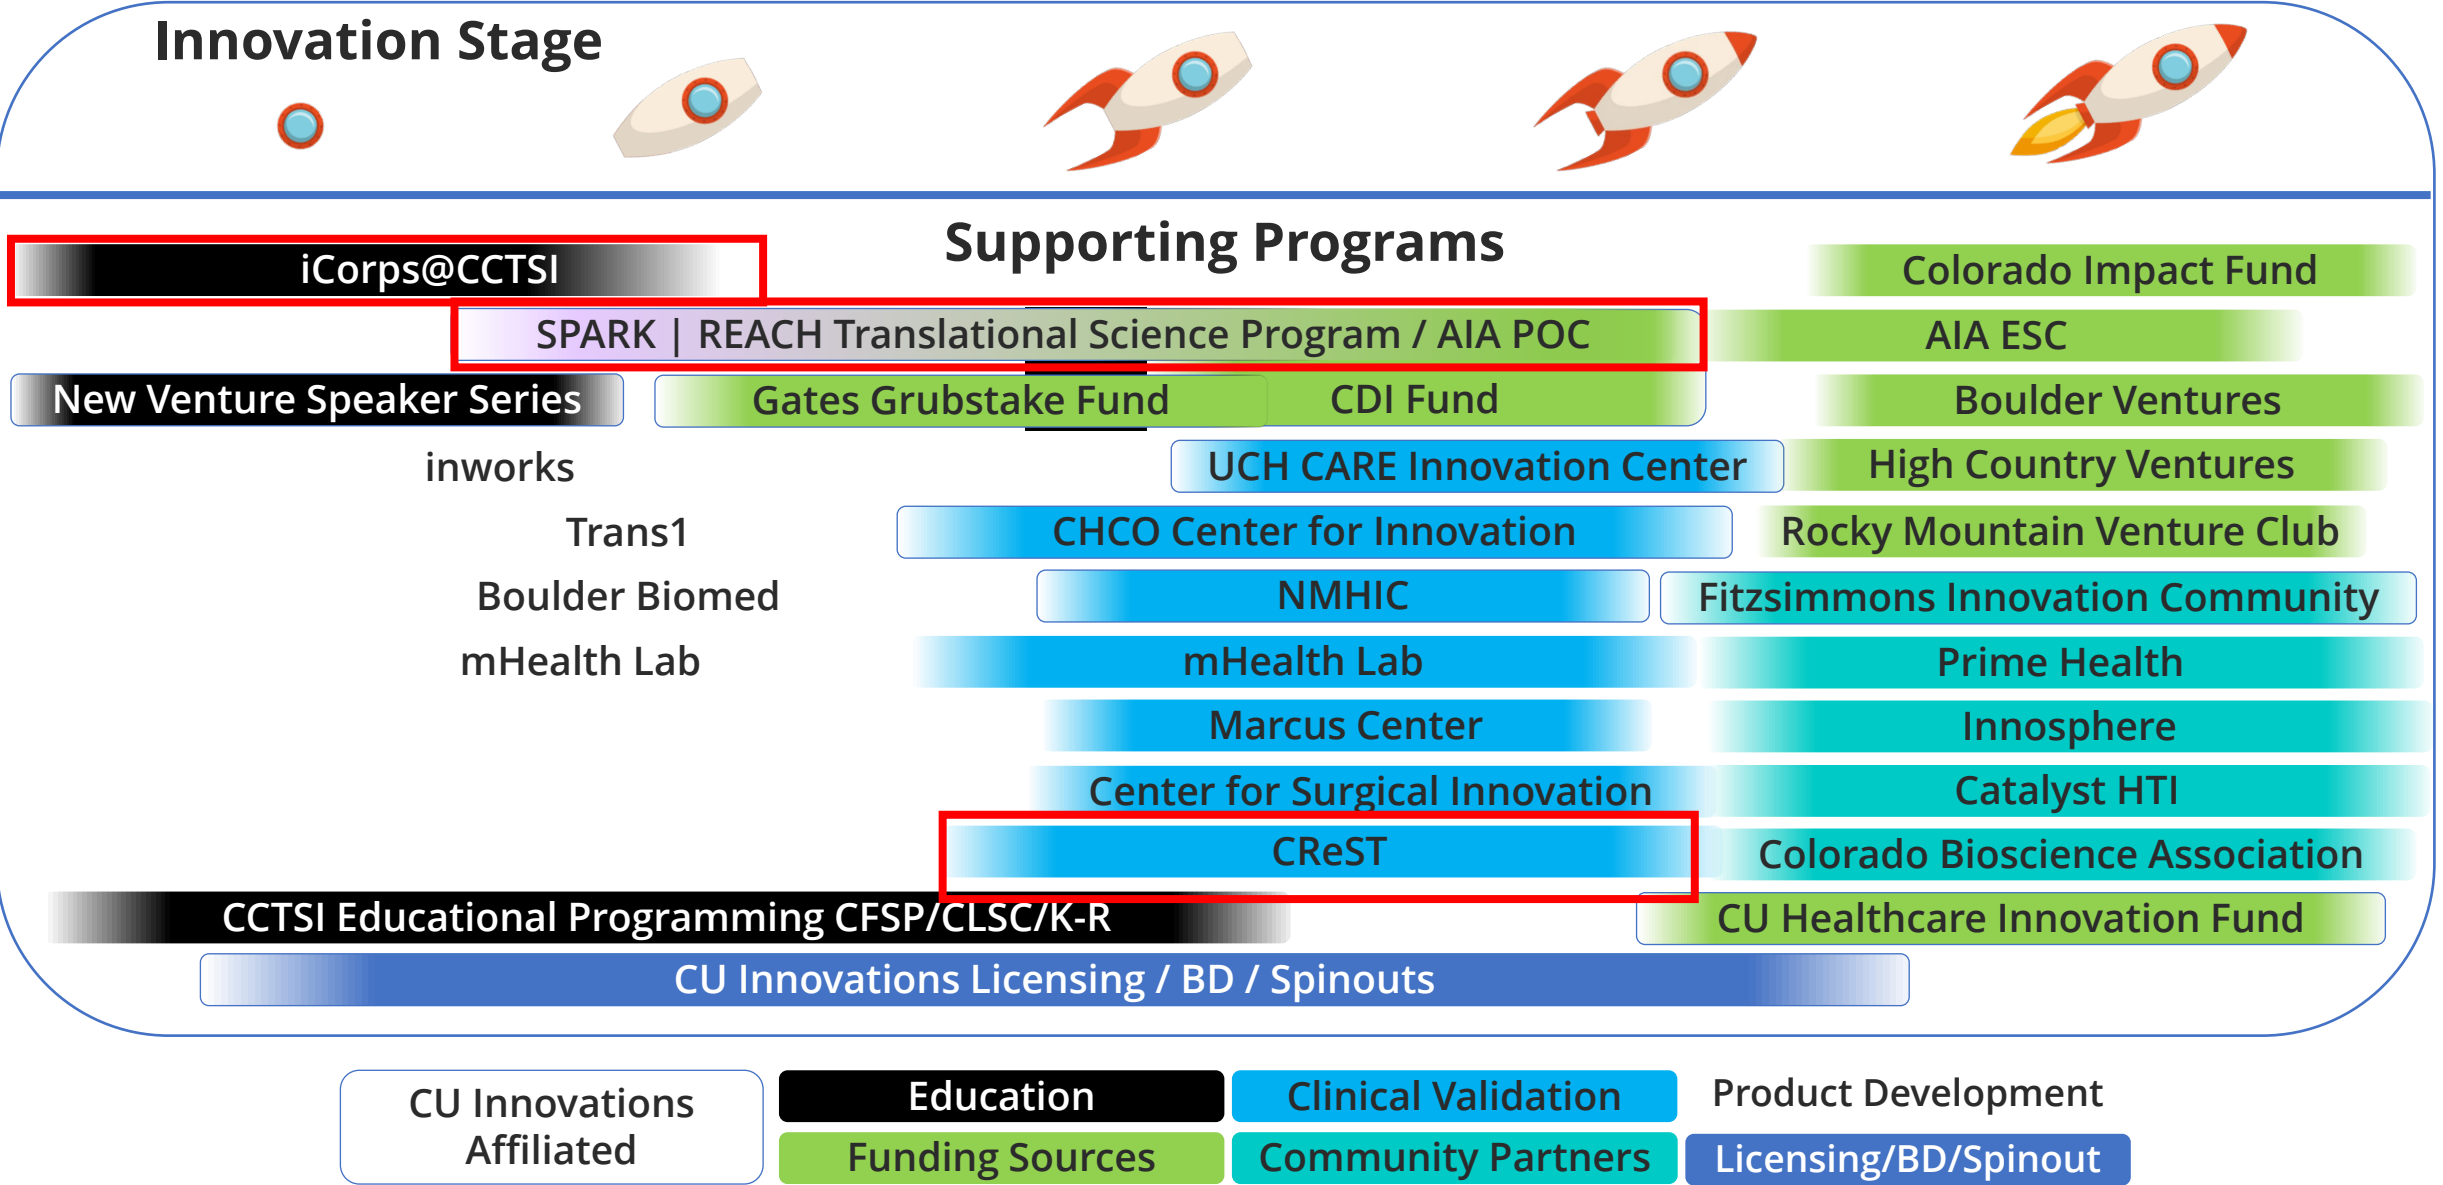 Innovation Stage
Supporting Programs
iCorps@CCTSI
Colorado Impact Fund
SPARK | REACH Translational Science Program / AIA POC
AIA ESC
New Venture Speaker Series
Gates Grubstake Fund
CDI Fund
Boulder Ventures
inworks
UCH CARE Innovation Center
High Country Ventures
Trans1
CHCO Center for Innovation
Rocky Mountain Venture Club
Boulder Biomed
NMHIC
Fitzsimmons Innovation Community
mHealth Lab
mHealth Lab
Prime Health
Marcus Center
Innosphere
Center for Surgical Innovation
Catalyst HTI
CReST
Colorado Bioscience Association
CCTSI Educational Programming CFSP/CLSC/K-R
CU Healthcare Innovation Fund
CU Innovations Licensing / BD / Spinouts
CU Innovations
Affiliated
Education
Clinical Validation
Product Development
Funding Sources
Community Partners
Licensing/BD/Spinout